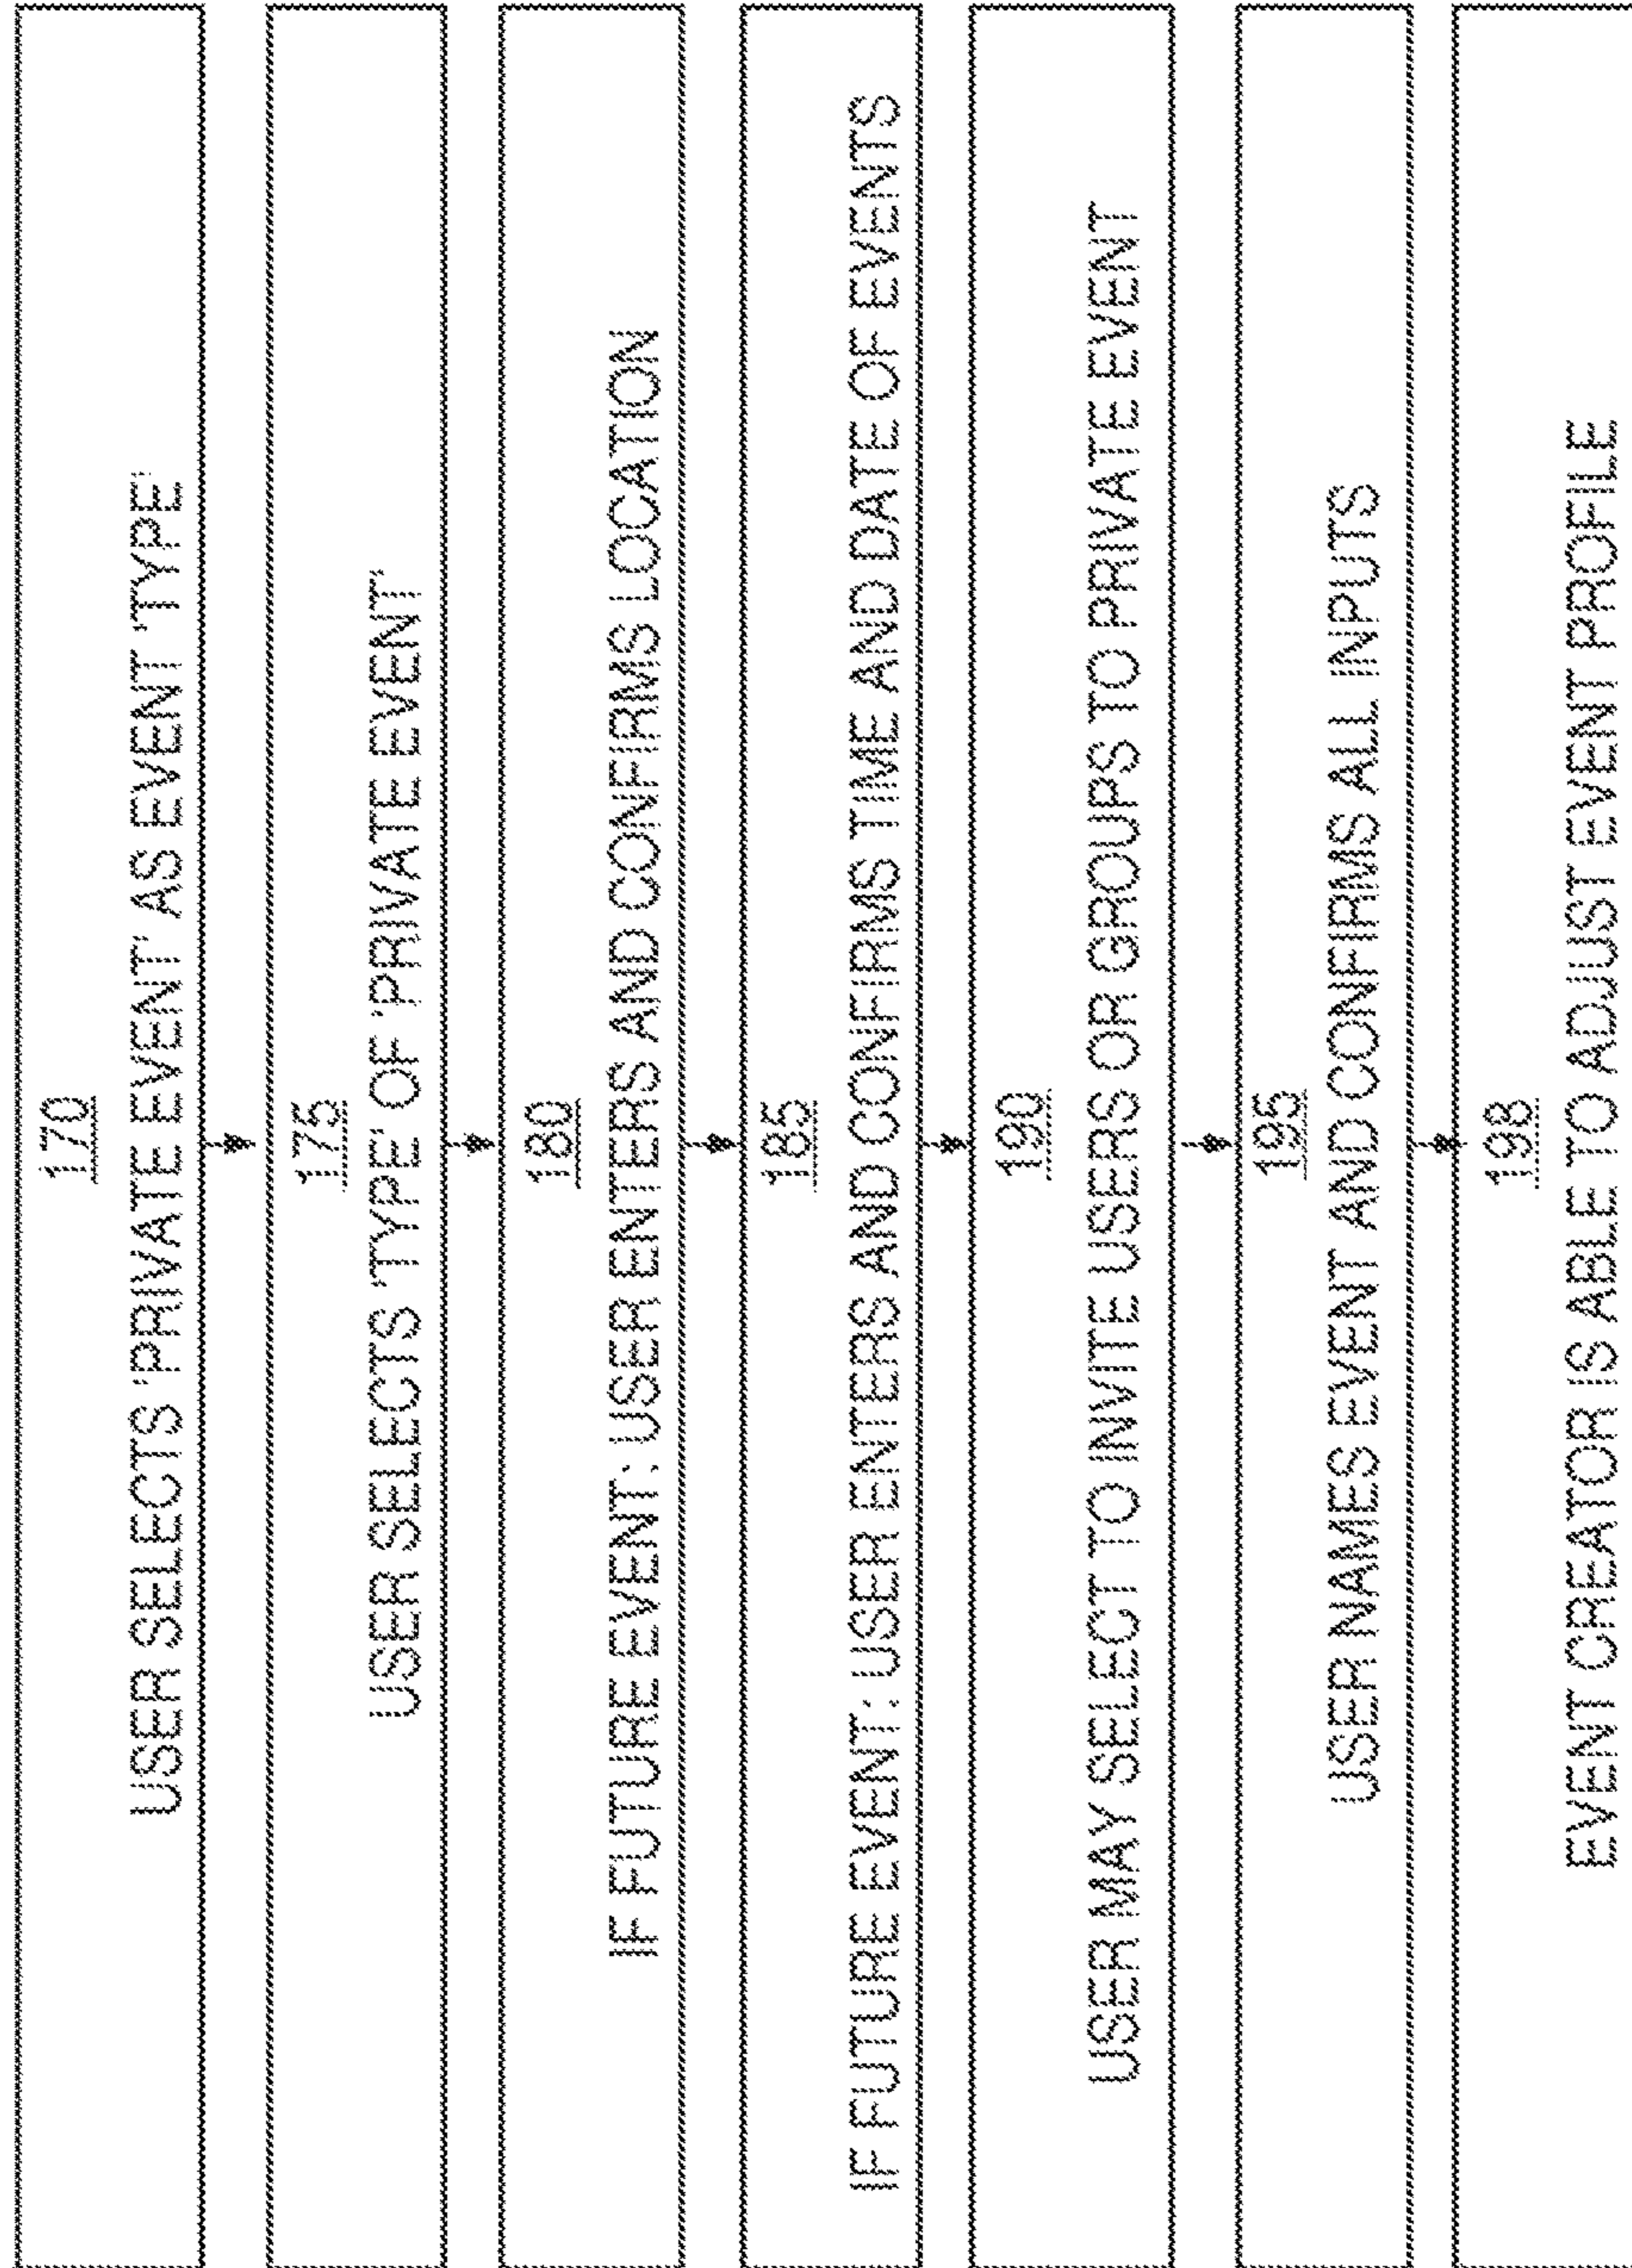 170
USER SELECTS 'PRIVATE EVENT' AS EVENT 'TYPE'
175
USER SELECTS 'TYPE' OF 'PRIVATE EVENT'
180
IF FUTURE EVENT: USER ENTERS AND CONFIRMS LOCATION
185
IF FUTURE EVENT: USER ENTERS AND CONFIRMS TIME AND DATE OF EVENTS
190
USER MAY SELECT TO INVITE USERS OR GROUPS TO PRIVATE EVENT
195
USER NAMES EVENT AND CONFIRMS ALL INPUTS
198
EVENT CREATOR IS ABLE TO ADJUST EVENT PROFILE